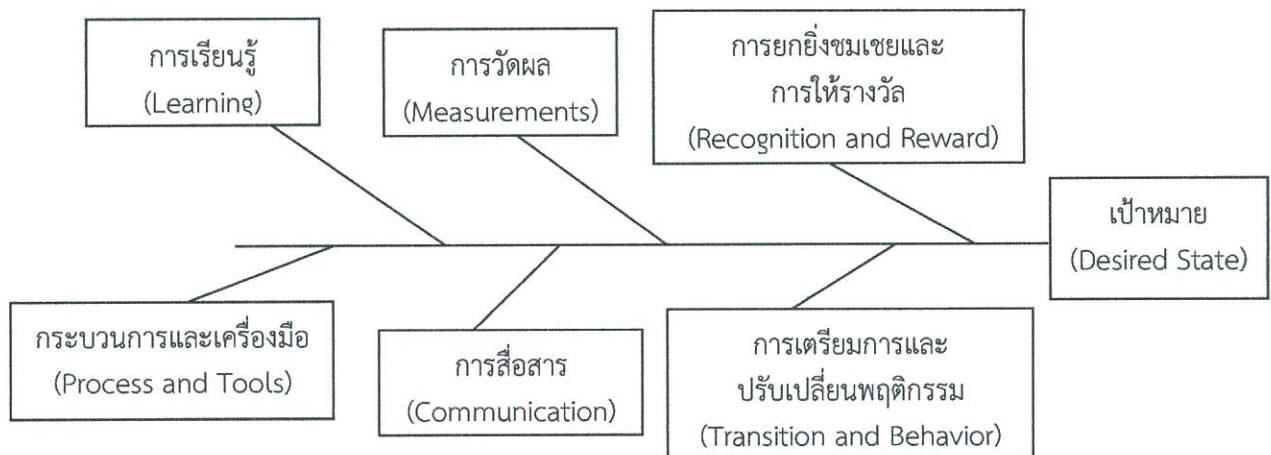 การเรียนรู้
(Learning)
การวัดผล
(Measurements)
การยกยิ่งชมเชยและ
การให้รางวัล
(Recognition and Reward)
เป้าหมาย
(Desired State)
กระบวนการและเครื่องมือ
(Process and Tools)
การสื่อสาร
(Communication)
การเตรียมการและ
ปรับเปลี่ยนพฤติกรรม
(Transition and Behavior)